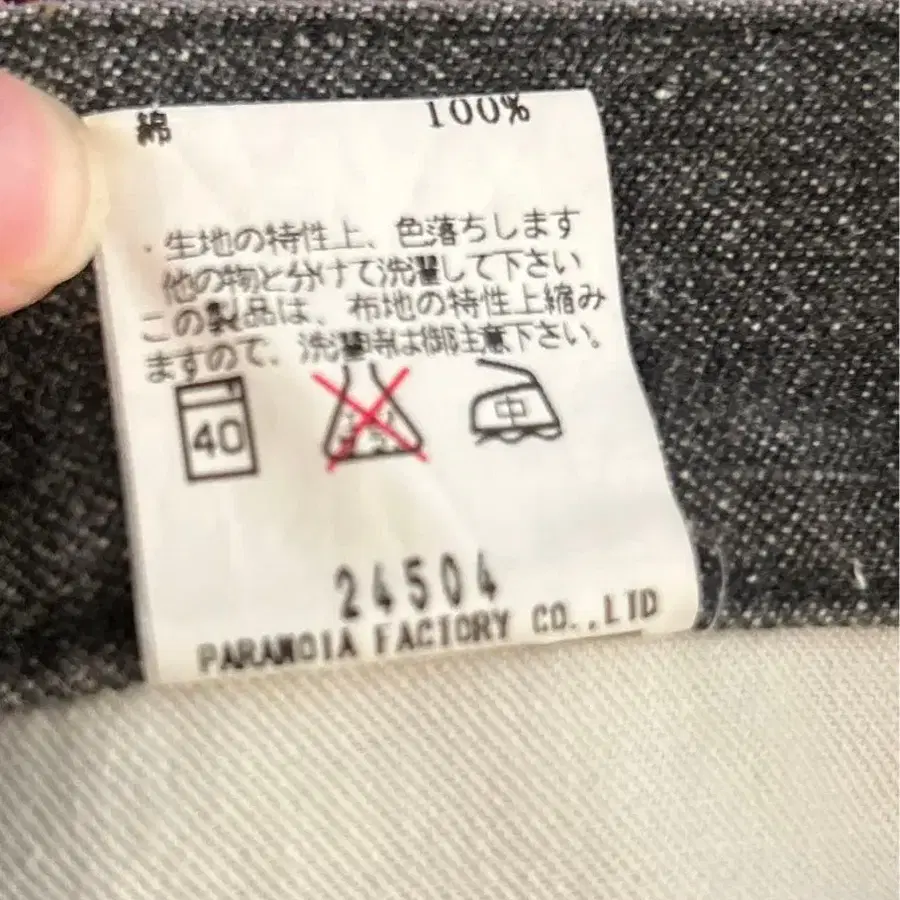 綿 100%
・生地の特性上、色落ちします
他の物と分けて洗濯して下さい
この製品は、布地の特性上縮み
ますので、洗濯時は御注意下さい。
40 中
24504
PARANOIA FACTORY CO.,LTD